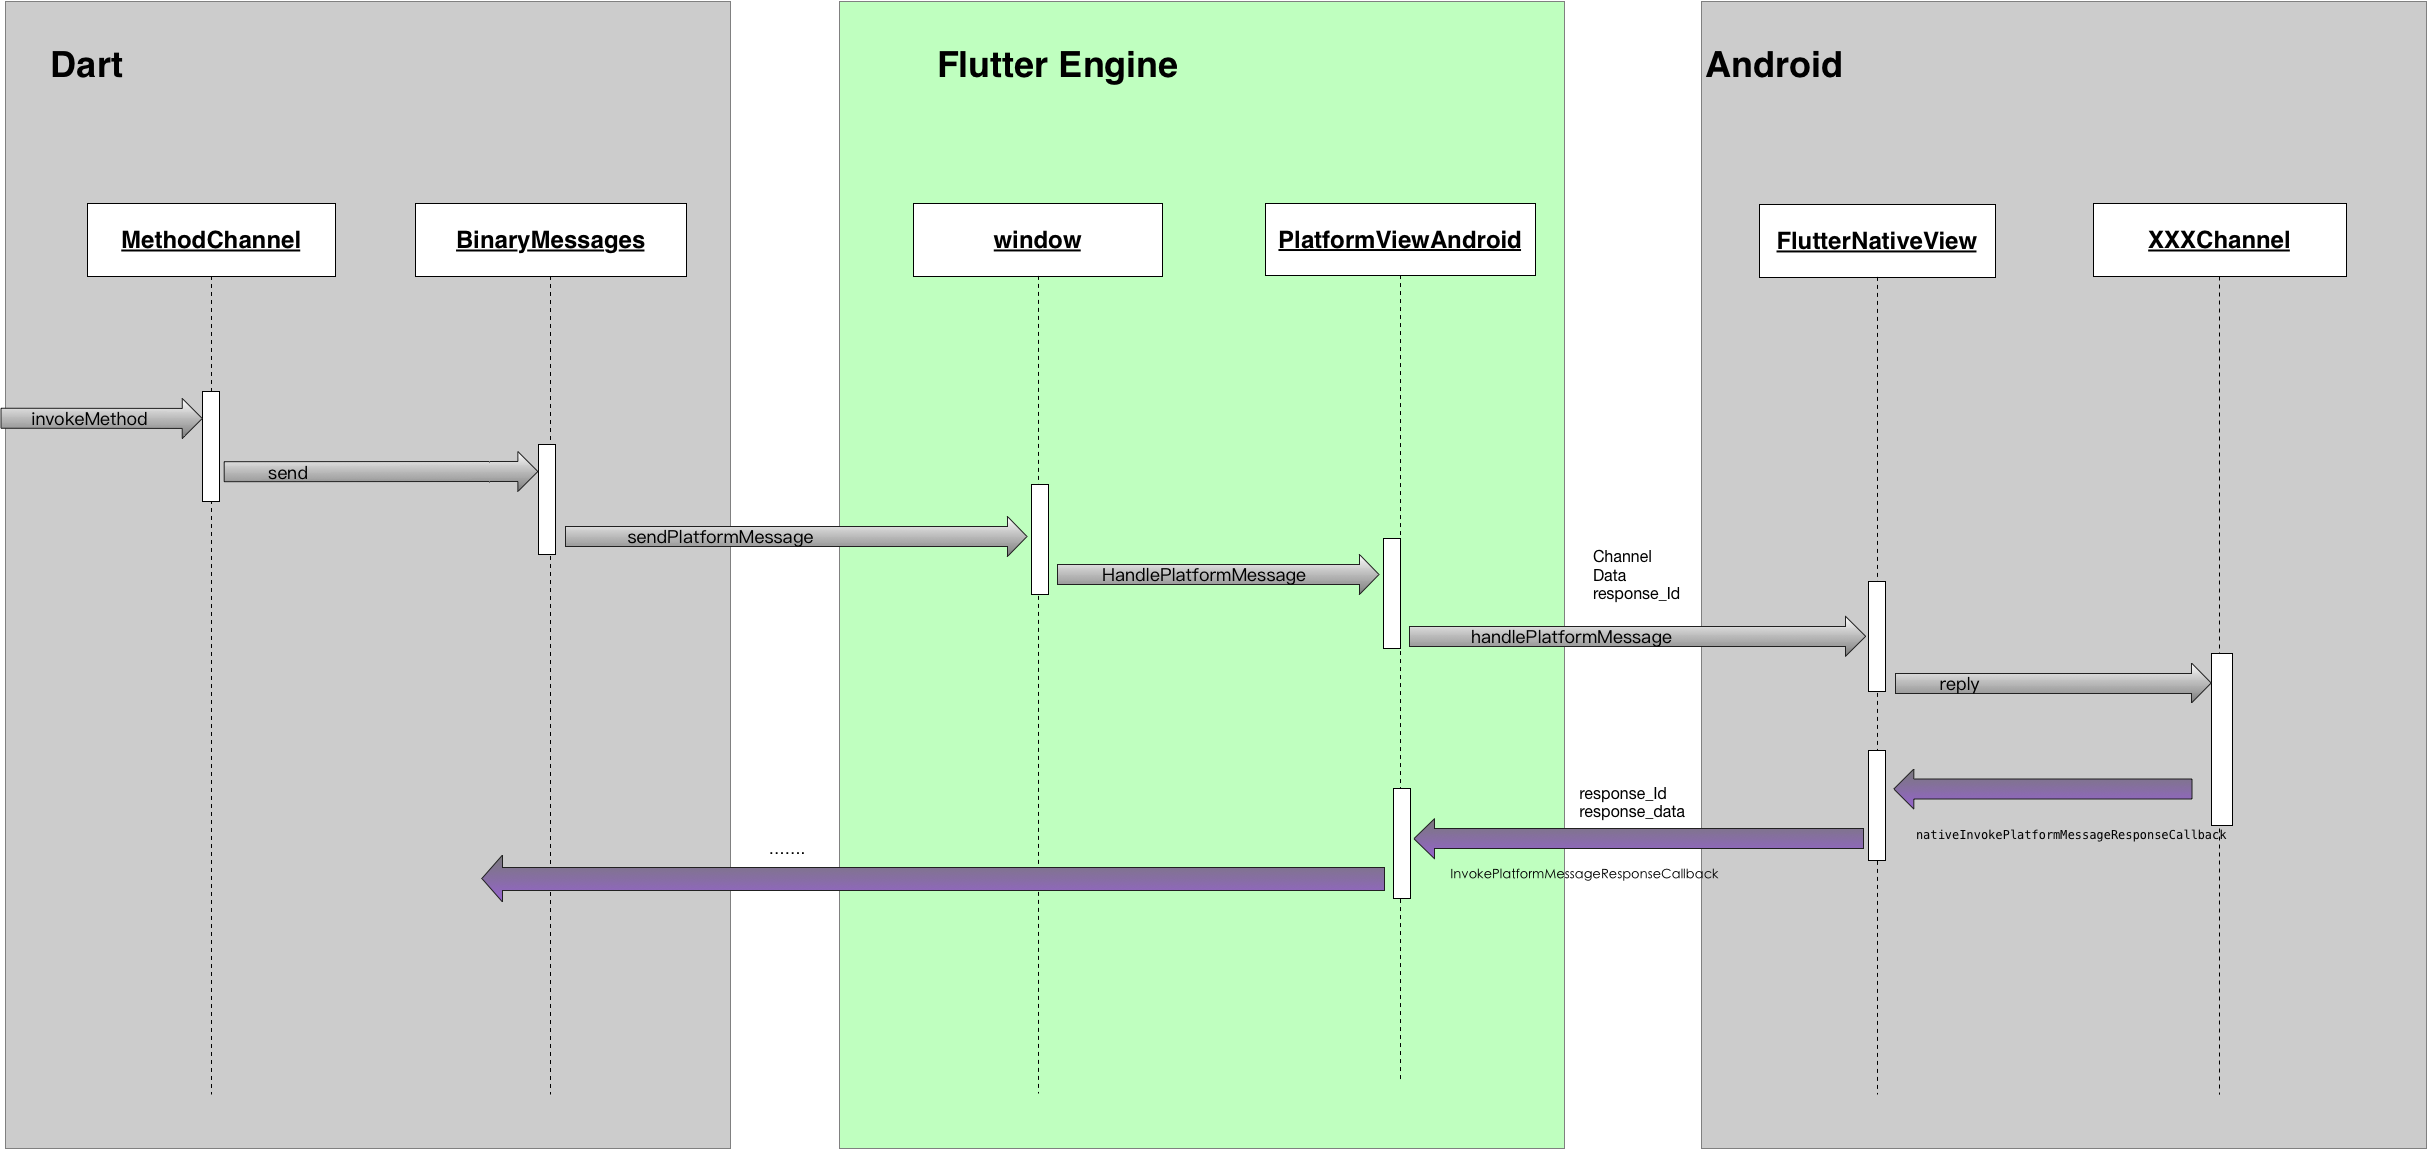 Dart
Flutter Engine
Android
MethodChannel
BinaryMessages
window
PlatformViewAndroid
FlutterNativeView
XXXChannel
invokeMethod
send
sendPlatformMessage
HandlePlatformMessage
Channel
Data
response_Id
handlePlatformMessage
reply
response_Id
response_data
nativeInvokePlatformMessageResponseCallback
.......
InvokePlatformMessageResponseCallback